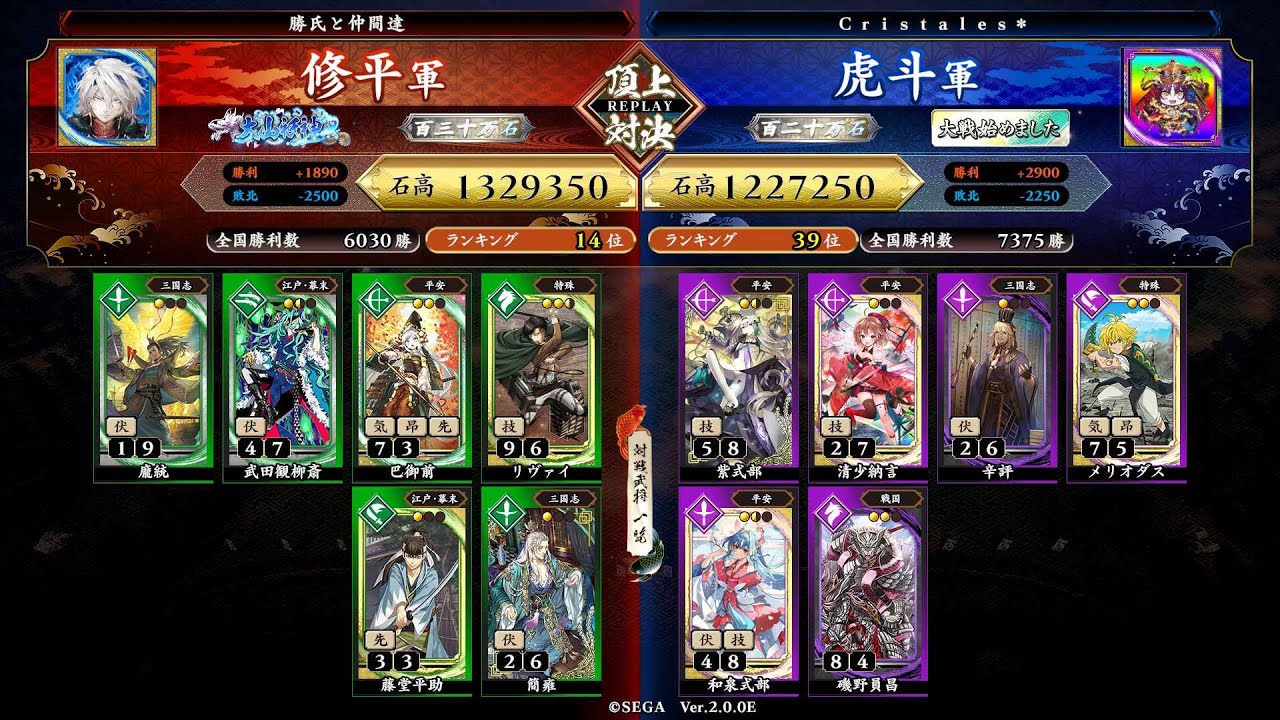 勝氏と仲間達
Cristales*
修平軍
頂上
REPLAY
対決
虎斗軍
百三十万石
百二十万石
大戦始めました
勝利 +1890
敗北 -2500
石高 1329350
石高 1227250
勝利 +2900
敗北 -2250
全国勝利数 6030勝
ランキング 14位
ランキング 39位
全国勝利数 7375勝
三国志
伏
1 9
龐統
江戸・幕末
伏
4 7
武田観柳斎
平安
気 昂 先
7 3
巴御前
特殊
技
9 6
リヴァイ
平安
技
5 8
紫式部
平安
技
2 7
清少納言
三国志
伏
2 6
辛評
特殊
気 昂
7 5
メリオダス
対戦武将一覧
江戸・幕末
先
3 3
藤堂平助
三国志
伏
2 6
簡雍
平安
伏 技
4 8
和泉式部
戦国
8 4
磯野員昌
©SEGA Ver.2.0.0E